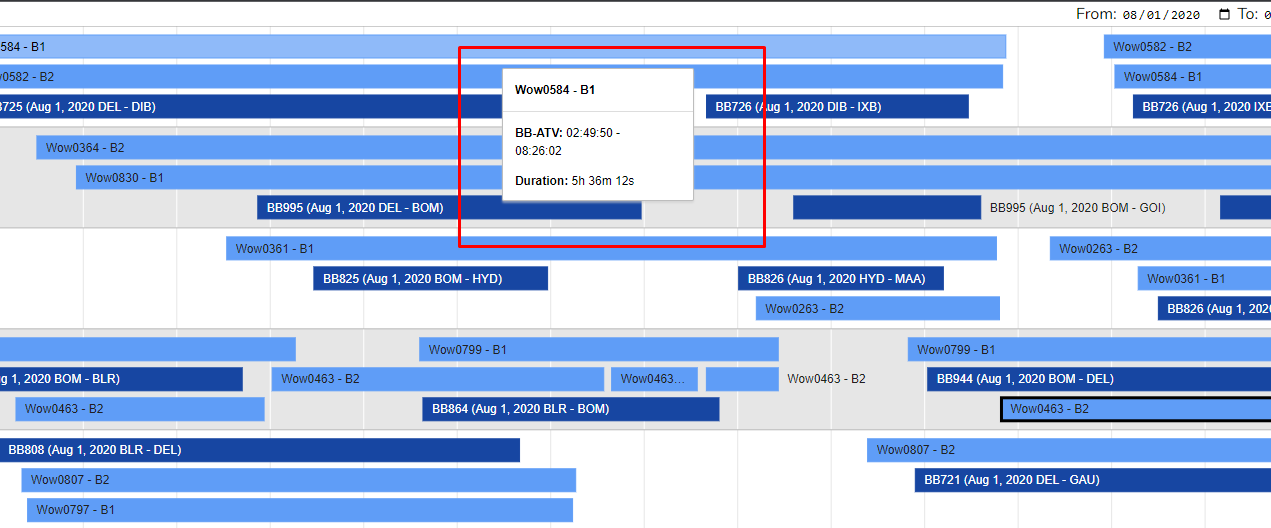 From: 08/01/2020 To: 0
584 - B1
Wow0582 - B2
0582 - B2
Wow0584 - B1
Wow0584 - B1
725 (Aug 1, 2020 DEL - DIB)
BB726 (Aug 1, 2020 DIB - IXB)
BB726 (Aug 1, 2020 IXB
BB-ATV: 02:49:50 -
08:26:02
Duration: 5h 36m 12s
Wow0364 - B2
Wow0830 - B1
BB995 (Aug 1, 2020 DEL - BOM)
BB995 (Aug 1, 2020 BOM - GOI)
Wow0361 - B1
Wow0263 - B2
BB825 (Aug 1, 2020 BOM - HYD)
BB826 (Aug 1, 2020 HYD - MAA)
Wow0361 - B1
Wow0263 - B2
BB826 (Aug 1, 2020
Wow0799 - B1
Wow0799 - B1
g 1, 2020 BOM - BLR)
Wow0463 - B2
Wow0463...
Wow0463 - B2
BB944 (Aug 1, 2020 BOM - DEL)
Wow0463 - B2
BB864 (Aug 1, 2020 BLR - BOM)
Wow0463 - B2
BB808 (Aug 1, 2020 BLR - DEL)
Wow0807 - B2
Wow0807 - B2
BB721 (Aug 1, 2020 DEL - GAU)
Wow0797 - B1